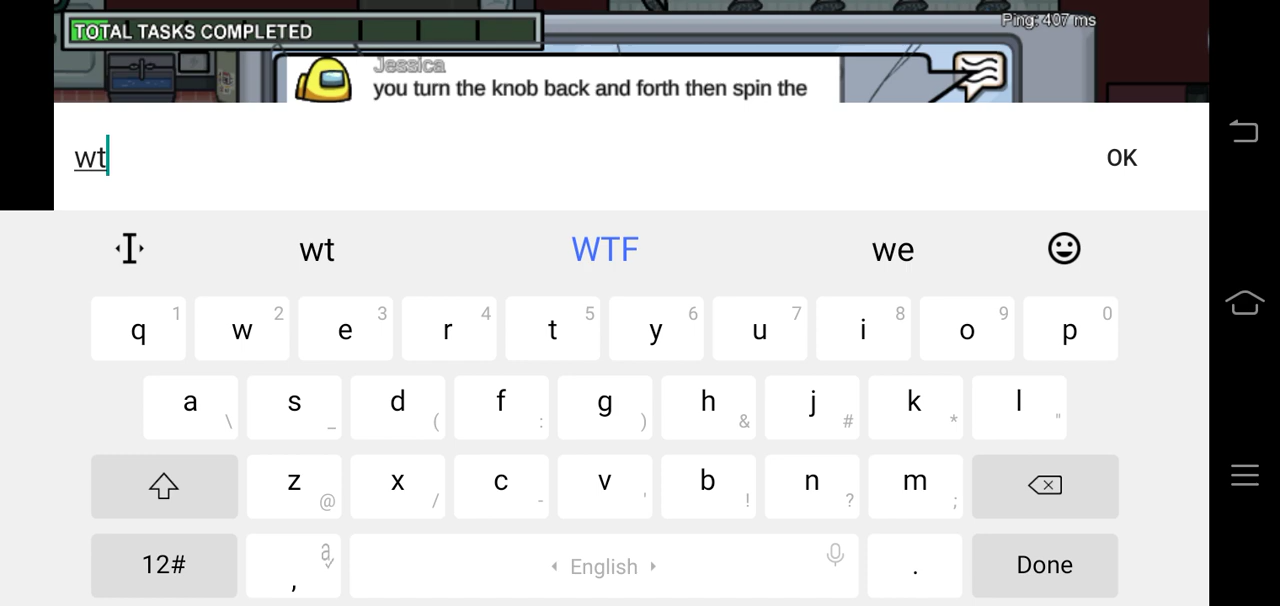 TOTAL TASKS COMPLETED
Ping: 407 ms
Jessica
you turn the knob back and forth then spin the
wt
OK
wt WTF we
q 1 w 2 e 3 r 4 t 5 y 6 u 7 i 8 o 9 p 0
a \ s _ d ( f : g ) h & j # k * l "
z @ x / c - v ' b ! n ? m ;
12# , a English . Done